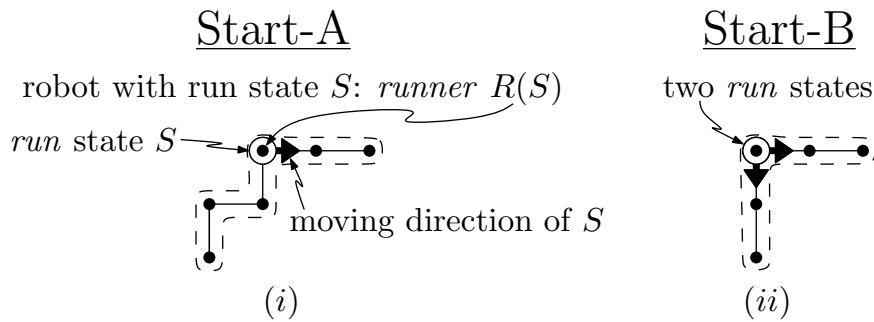 Start-A
Start-B
robot with run state S: runner R(S)
two run states
run state S
moving direction of S
(i)
(ii)